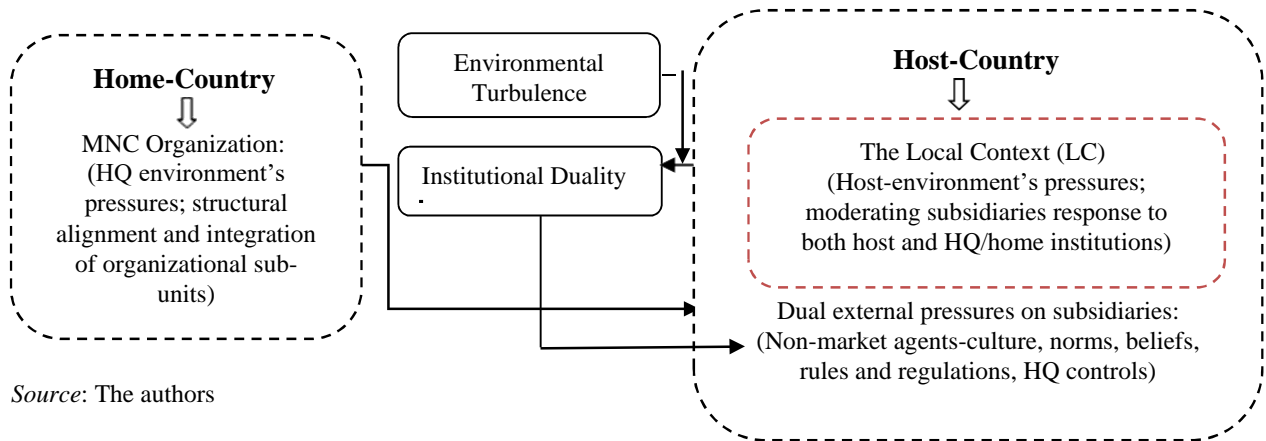 Home-Country
MNC Organization:
(HQ environment’s
pressures; structural
alignment and integration
of organizational sub-
units)
Environmental
Turbulence
Institutional Duality
Host-Country
The Local Context (LC)
(Host-environment’s pressures;
moderating subsidiaries response to
both host and HQ/home institutions)
Dual external pressures on subsidiaries:
(Non-market agents-culture, norms, beliefs,
rules and regulations, HQ controls)
Source: The authors